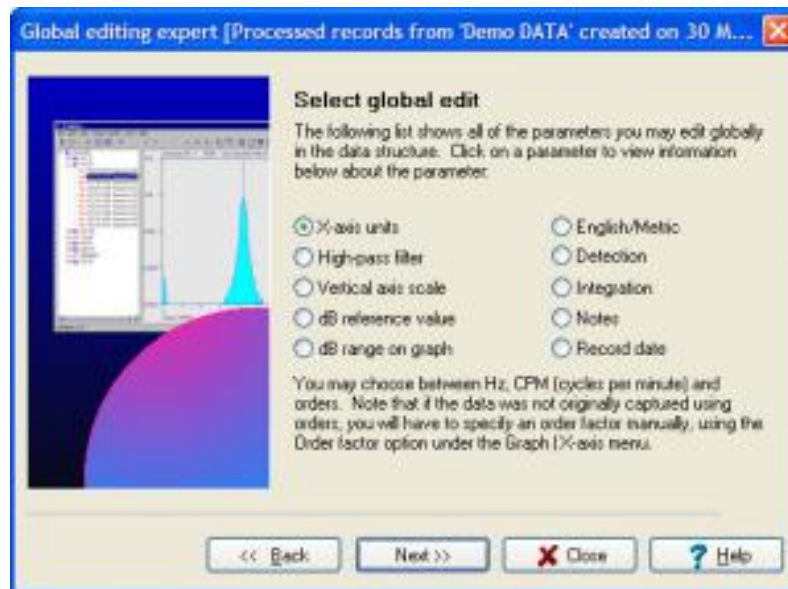 Global editing expert [Processed records from 'Demo DATA' created on 30 M...
Select global edit
The following list shows all of the parameters you may edit globally
in the data structure. Click on a parameter to view information
below about the parameter.
X-axis units
English/Metric
High-pass filter
Detection
Vertical axis scale
Integration
dB reference value
Notes
dB range on graph
Record date
You may choose between Hz, CPM (cycles per minute) and
orders. Note that if the data was not originally captured using
orders, you will have to specify an order factor manually, using the
Order factor option under the Graph | X-axis menu.
<< Back
Next >>
Close
? Help